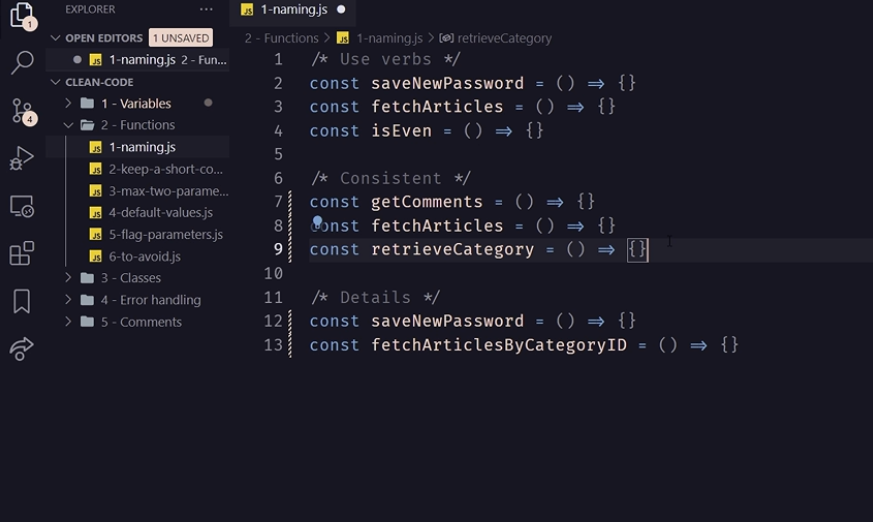 EXPLORER ...
OPEN EDITORS 1 UNSAVED
JS 1-naming.js 2 - Fun...
CLEAN-CODE
1 - Variables
2 - Functions
JS 1-naming.js
JS 2-keep-a-short-co...
JS 3-max-two-parame...
JS 4-default-values.js
JS 5-flag-parameters.js
JS 6-to-avoid.js
3 - Classes
4 - Error handling
5 - Comments
1
4
JS 1-naming.js
2 - Functions > JS 1-naming.js > retrieveCategory
1 /* Use verbs */
2 const saveNewPassword = () => {}
3 const fetchArticles = () => {}
4 const isEven = () => {}
5
6 /* Consistent */
7 const getComments = () => {}
8 const fetchArticles = () => {}
9 const retrieveCategory = () => {}
10
11 /* Details */
12 const saveNewPassword = () => {}
13 const fetchArticlesByCategoryID = () => {}